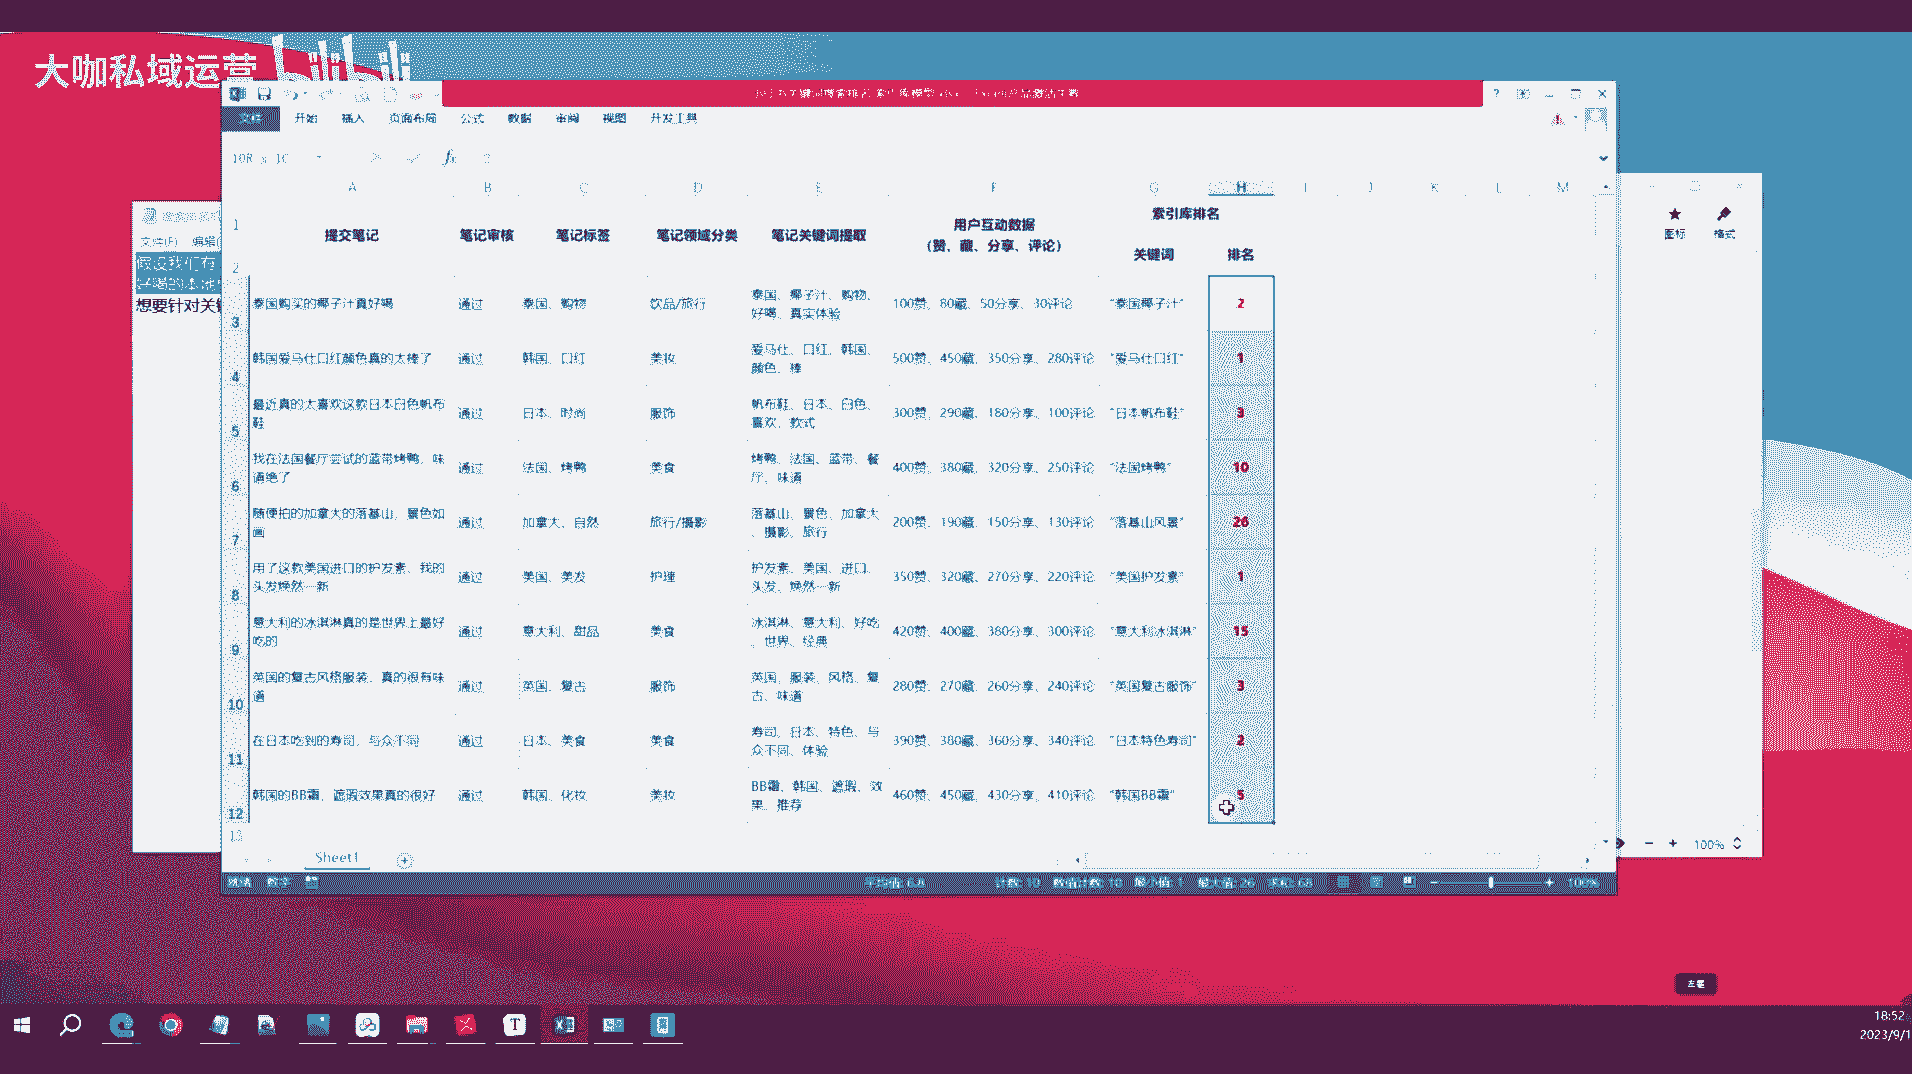 大咖私域运营 bilibili
文件 开始 插入 页面布局 公式 数据 审阅 视图 开发工具
10R x 1C fx 2
A B C D E F G H I J K L M
1 提交笔记 笔记审核 笔记标签 笔记领域分类 笔记关键词提取 用户互动数据 索引库排名
(赞、藏、分享、评论)
2 关键词 排名
3 泰国购买的椰子汁真好喝 通过 泰国、购物 饮品/旅行 泰国、椰子汁、购物、 100赞、80藏、50分享、30评论 "泰国椰子汁" 2
好喝、真实体验
4 韩国爱马仕口红颜色真的太棒了 通过 韩国、口红 美妆 爱马仕、口红、韩国、 500赞、450藏、350分享、280评论 "爱马仕口红" 1
颜色、棒
5 最近真的太喜欢这款日本白色帆布 通过 日本、时尚 服饰 帆布鞋、日本、白色、 300赞、290藏、180分享、100评论 "日本帆布鞋" 3
鞋 喜欢、款式
6 我在法国餐厅尝试的蓝带烤鸭，味 通过 法国、烤鸭 美食 烤鸭、法国、蓝带、餐 400赞、380藏、320分享、250评论 "法国烤鸭" 10
道绝了 厅、味道
7 随便拍的加拿大的落基山，景色如 通过 加拿大、自然 旅行/摄影 落基山、景色、加拿大 200赞、190藏、150分享、130评论 "落基山风景" 26
画 、摄影、旅行
8 用了这款美国进口的护发素，我的 通过 美国、美发 护理 护发素、美国、进口、 350赞、320藏、270分享、220评论 "美国护发素" 1
头发焕然一新 头发、焕然一新
9 意大利的冰淇淋真的是世界上最好 通过 意大利、甜品 美食 冰淇淋、意大利、好吃 420赞、400藏、380分享、300评论 "意大利冰淇淋" 15
吃的 、世界、经典
10 英国的复古风格服装，真的很有味 通过 英国、复古 服饰 英国、服装、风格、复 280赞、270藏、260分享、240评论 "英国复古服饰" 3
道 古、味道
11 在日本吃到的寿司，与众不同 通过 日本、美食 美食 寿司、日本、特色、与 390赞、380藏、360分享、340评论 "日本特色寿司" 2
众不同、体验
12 韩国的BB霜，遮瑕效果真的很好 通过 韩国、化妆 美妆 BB霜、韩国、遮瑕、效 460赞、450藏、430分享、410评论 "韩国BB霜" 5
果、推荐
13
Sheet1
平均值: 6.8 计数: 10 数值计数: 10 最小值: 1 最大值: 26 求和: 68 100%
文件(F) 编辑(
假设我们有
好喝的本地
想要针对关键
图标 格式
100%
左键
18:52
2023/9/1